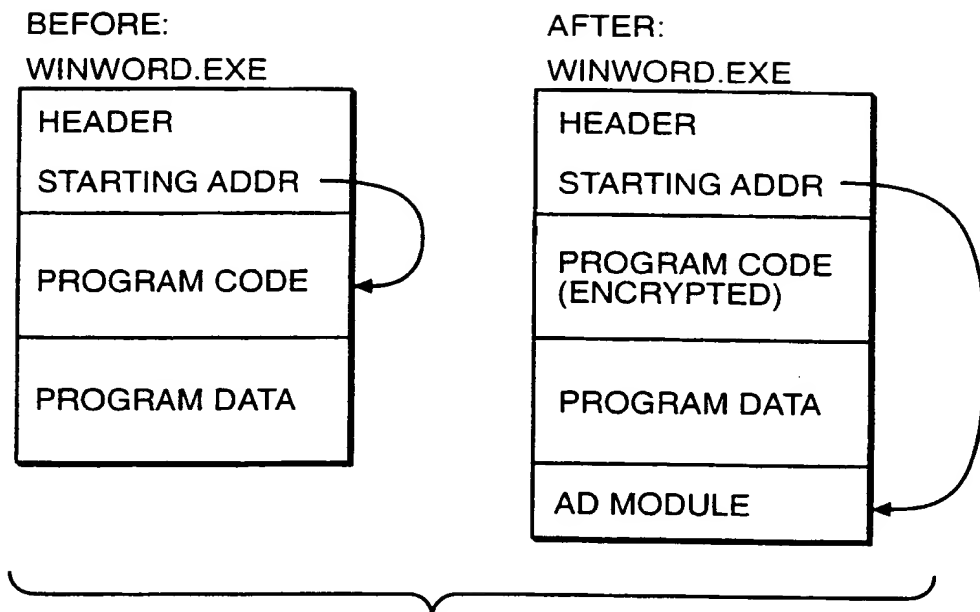 BEFORE:
WINWORD.EXE
HEADER
STARTING ADDR
PROGRAM CODE
PROGRAM DATA
AFTER:
WINWORD.EXE
HEADER
STARTING ADDR
PROGRAM CODE
(ENCRYPTED)
PROGRAM DATA
AD MODULE